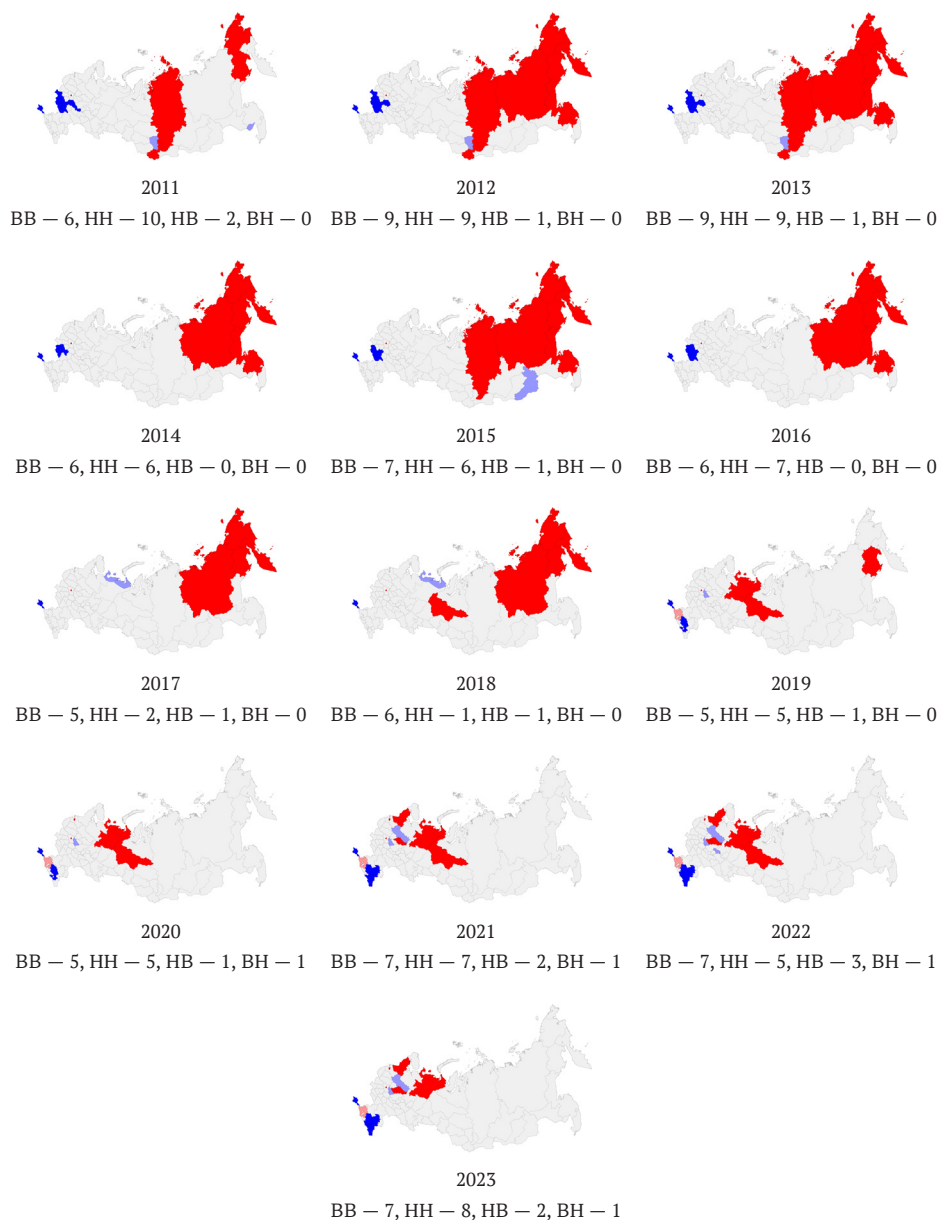 2011
ВВ — 6, НН — 10, НВ — 2, ВН — 0
2012
ВВ — 9, НН — 9, НВ — 1, ВН — 0
2013
ВВ — 9, НН — 9, НВ — 1, ВН — 0
2014
ВВ — 6, НН — 6, НВ — 0, ВН — 0
2015
ВВ — 7, НН — 6, НВ — 1, ВН — 0
2016
ВВ — 6, НН — 7, НВ — 0, ВН — 0
2017
ВВ — 5, НН — 2, НВ — 1, ВН — 0
2018
ВВ — 6, НН — 1, НВ — 1, ВН — 0
2019
ВВ — 5, НН — 5, НВ — 1, ВН — 0
2020
ВВ — 5, НН — 5, НВ — 1, ВН — 1
2021
ВВ — 7, НН — 7, НВ — 2, ВН — 1
2022
ВВ — 7, НН — 5, НВ — 3, ВН — 1
2023
ВВ — 7, НН — 8, НВ — 2, ВН — 1